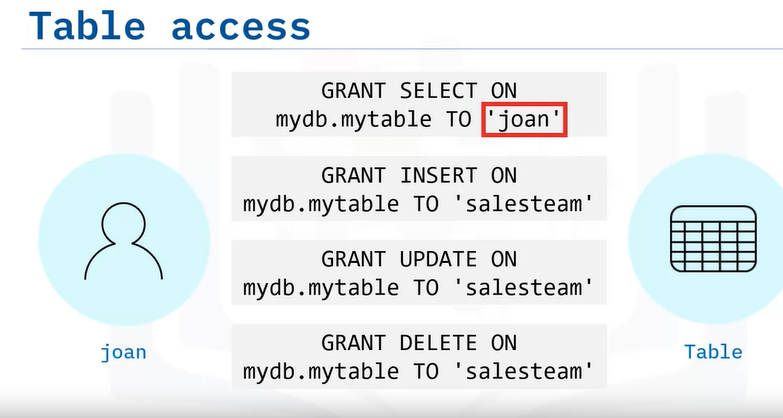 Table access
GRANT SELECT ON
mydb.mytable TO 'joan'
GRANT INSERT ON
mydb.mytable TO 'salesteam'
GRANT UPDATE ON
mydb.mytable TO 'salesteam'
GRANT DELETE ON
mydb.mytable TO 'salesteam'
joan
Table